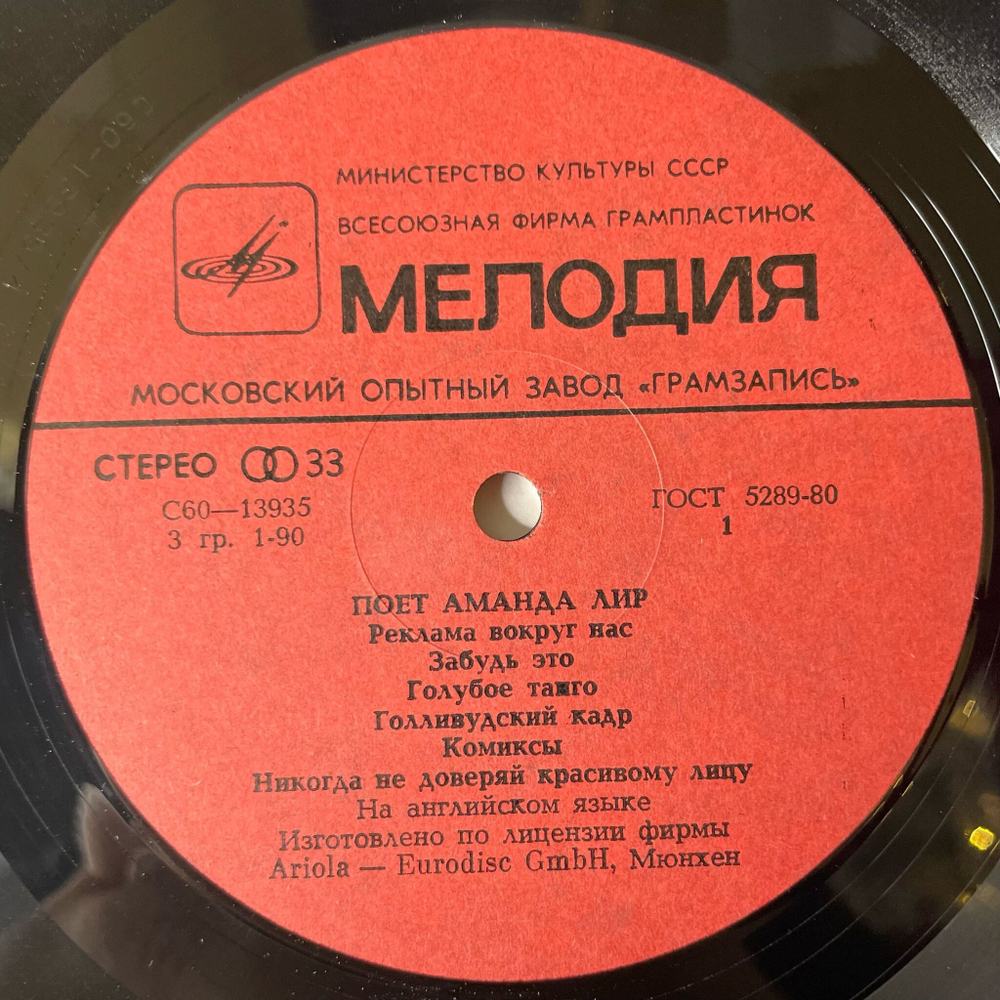 МИНИСТЕРСТВО КУЛЬТУРЫ СССР
ВСЕСОЮЗНАЯ ФИРМА ГРАМПЛАСТИНОК
МЕЛОДИЯ
МОСКОВСКИЙ ОПЫТНЫЙ ЗАВОД «ГРАМЗАПИСЬ»
СТЕРЕО 33
С60—13935
3 гр. 1-90
ГОСТ 5289-80
1
ПОЕТ АМАНДА ЛИР
Реклама вокруг нас
Забудь это
Голубое танго
Голливудский кадр
Комиксы
Никогда не доверяй красивому лицу
На английском языке
Изготовлено по лицензии фирмы
Ariola — Eurodisc GmbH, Мюнхен